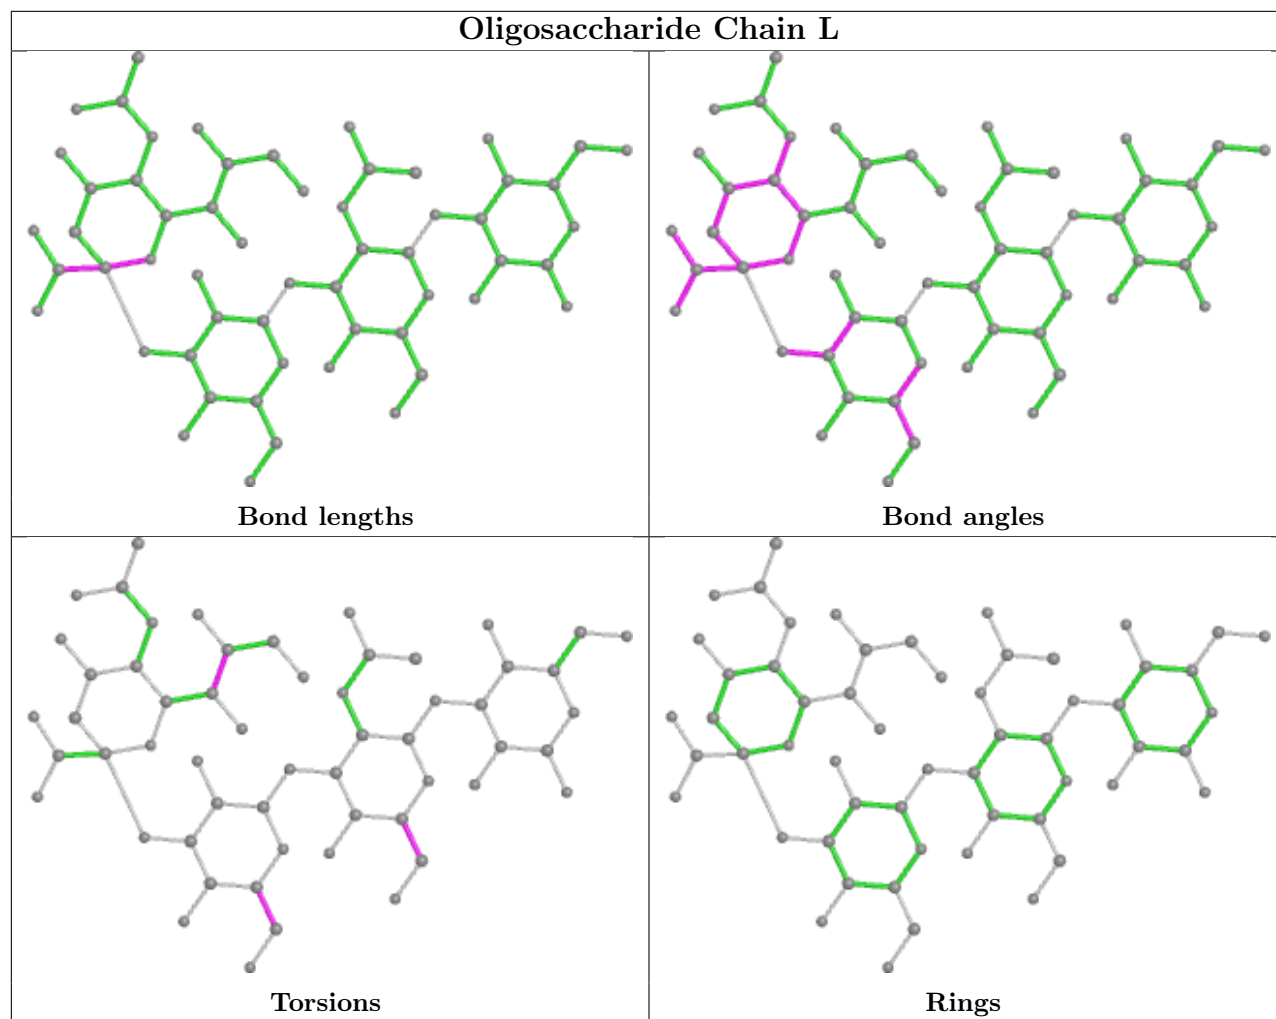 Oligosaccharide Chain L
Bond lengths
Bond angles
Torsions
Rings